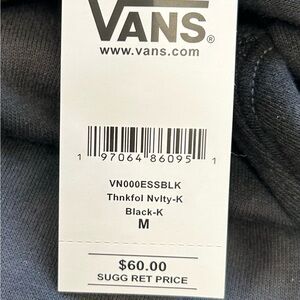 VANS®
www.vans.com
1 97064 86095 1
VN000ESSBLK
Thnkfol Nvlty-K
Black-K
M
$60.00
SUGG RET PRICE